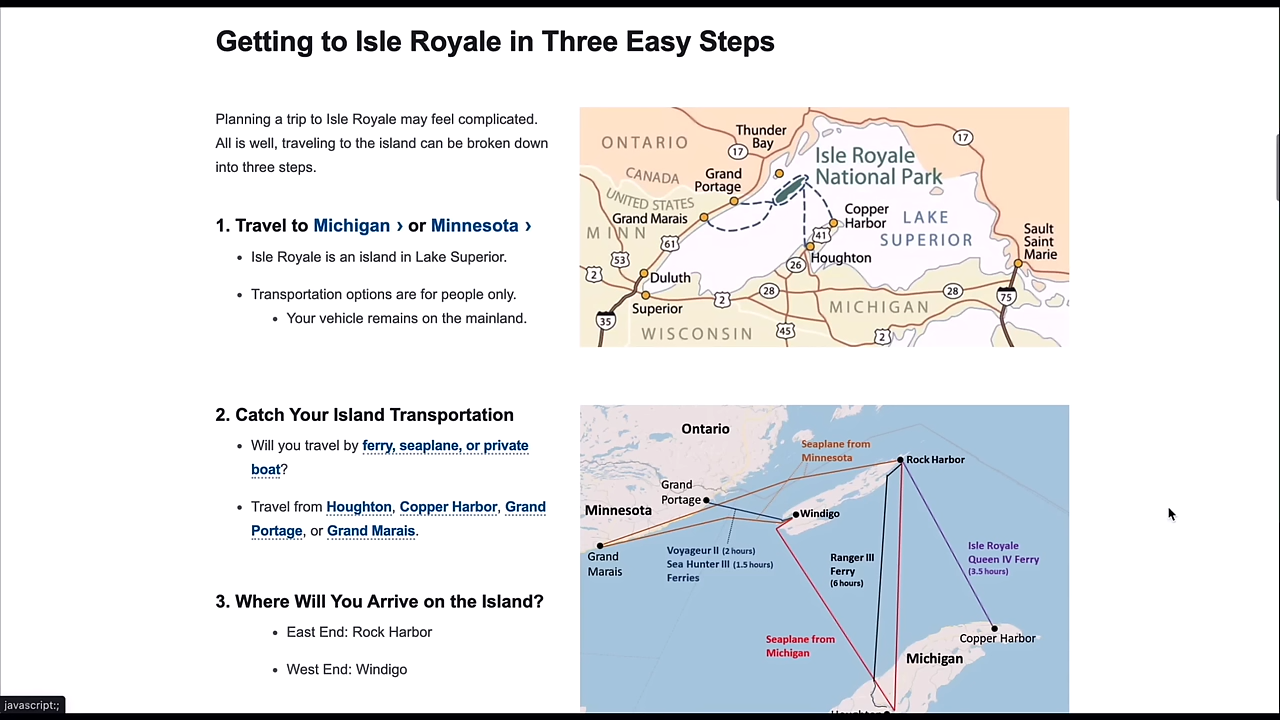 Getting to Isle Royale in Three Easy Steps
Planning a trip to Isle Royale may feel complicated.
All is well, traveling to the island can be broken down
into three steps.
1. Travel to Michigan › or Minnesota ›
• Isle Royale is an island in Lake Superior.
• Transportation options are for people only.
• Your vehicle remains on the mainland.
ONTARIO
Thunder
Bay
17
17
Isle Royale
National Park
CANADA
Grand
Portage
UNITED STATES
Grand Marais
MINN
Copper
Harbor
LAKE
SUPERIOR
41
61
Sault
Saint
Marie
Houghton
53
26
2
Duluth
28
28
75
2
Superior
MICHIGAN
35
WISCONSIN
45
2
2. Catch Your Island Transportation
• Will you travel by ferry, seaplane, or private
boat?
• Travel from Houghton, Copper Harbor, Grand
Portage, or Grand Marais.
3. Where Will You Arrive on the Island?
• East End: Rock Harbor
• West End: Windigo
Ontario
Seaplane from
Minnesota
Rock Harbor
Grand
Portage
Minnesota
Windigo
Grand
Marais
Voyageur II (2 hours)
Sea Hunter III (1.5 hours)
Ferries
Ranger III
Ferry
(6 hours)
Isle Royale
Queen IV Ferry
(3.5 hours)
Seaplane from
Michigan
Copper Harbor
Michigan
Houghton
javascript:;